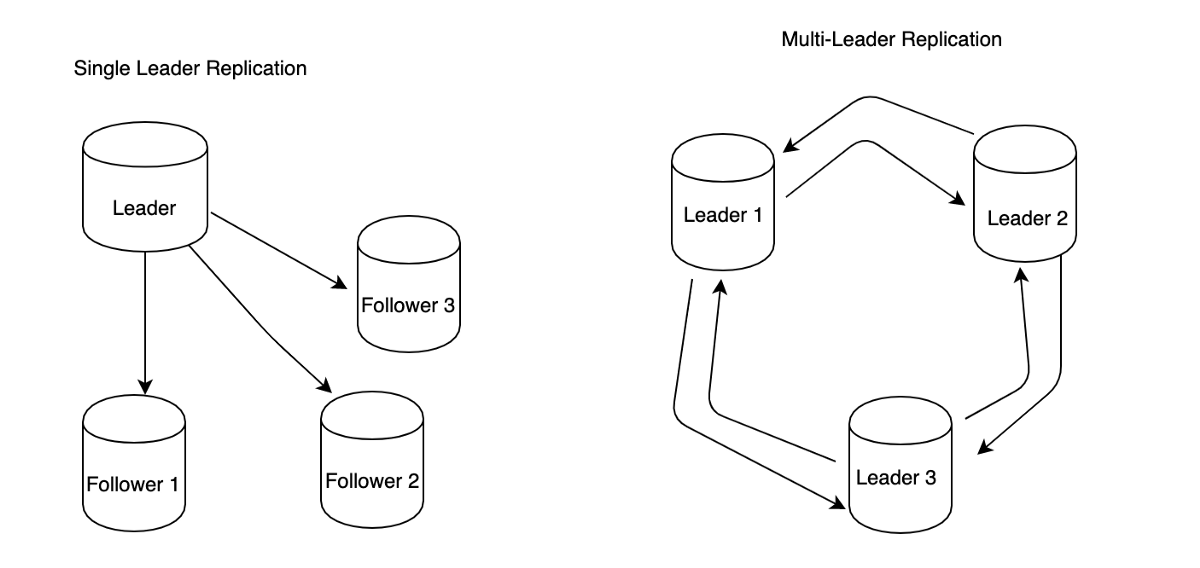 Single Leader Replication
Leader
Follower 3
Follower 1
Follower 2
Multi-Leader Replication
Leader 1
Leader 2
Leader 3